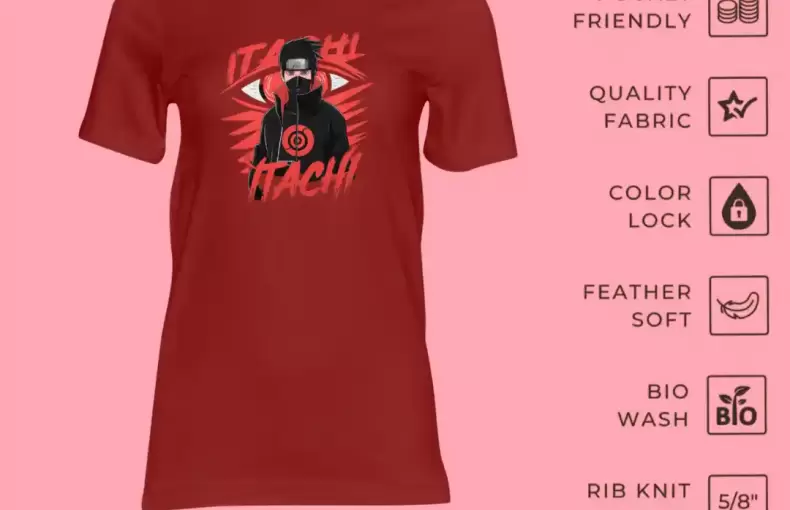 ITACHI
ITACHI
FRIENDLY
QUALITY
FABRIC
COLOR
LOCK
FEATHER
SOFT
BIO
WASH
BIO
RIB KNIT
5/8"